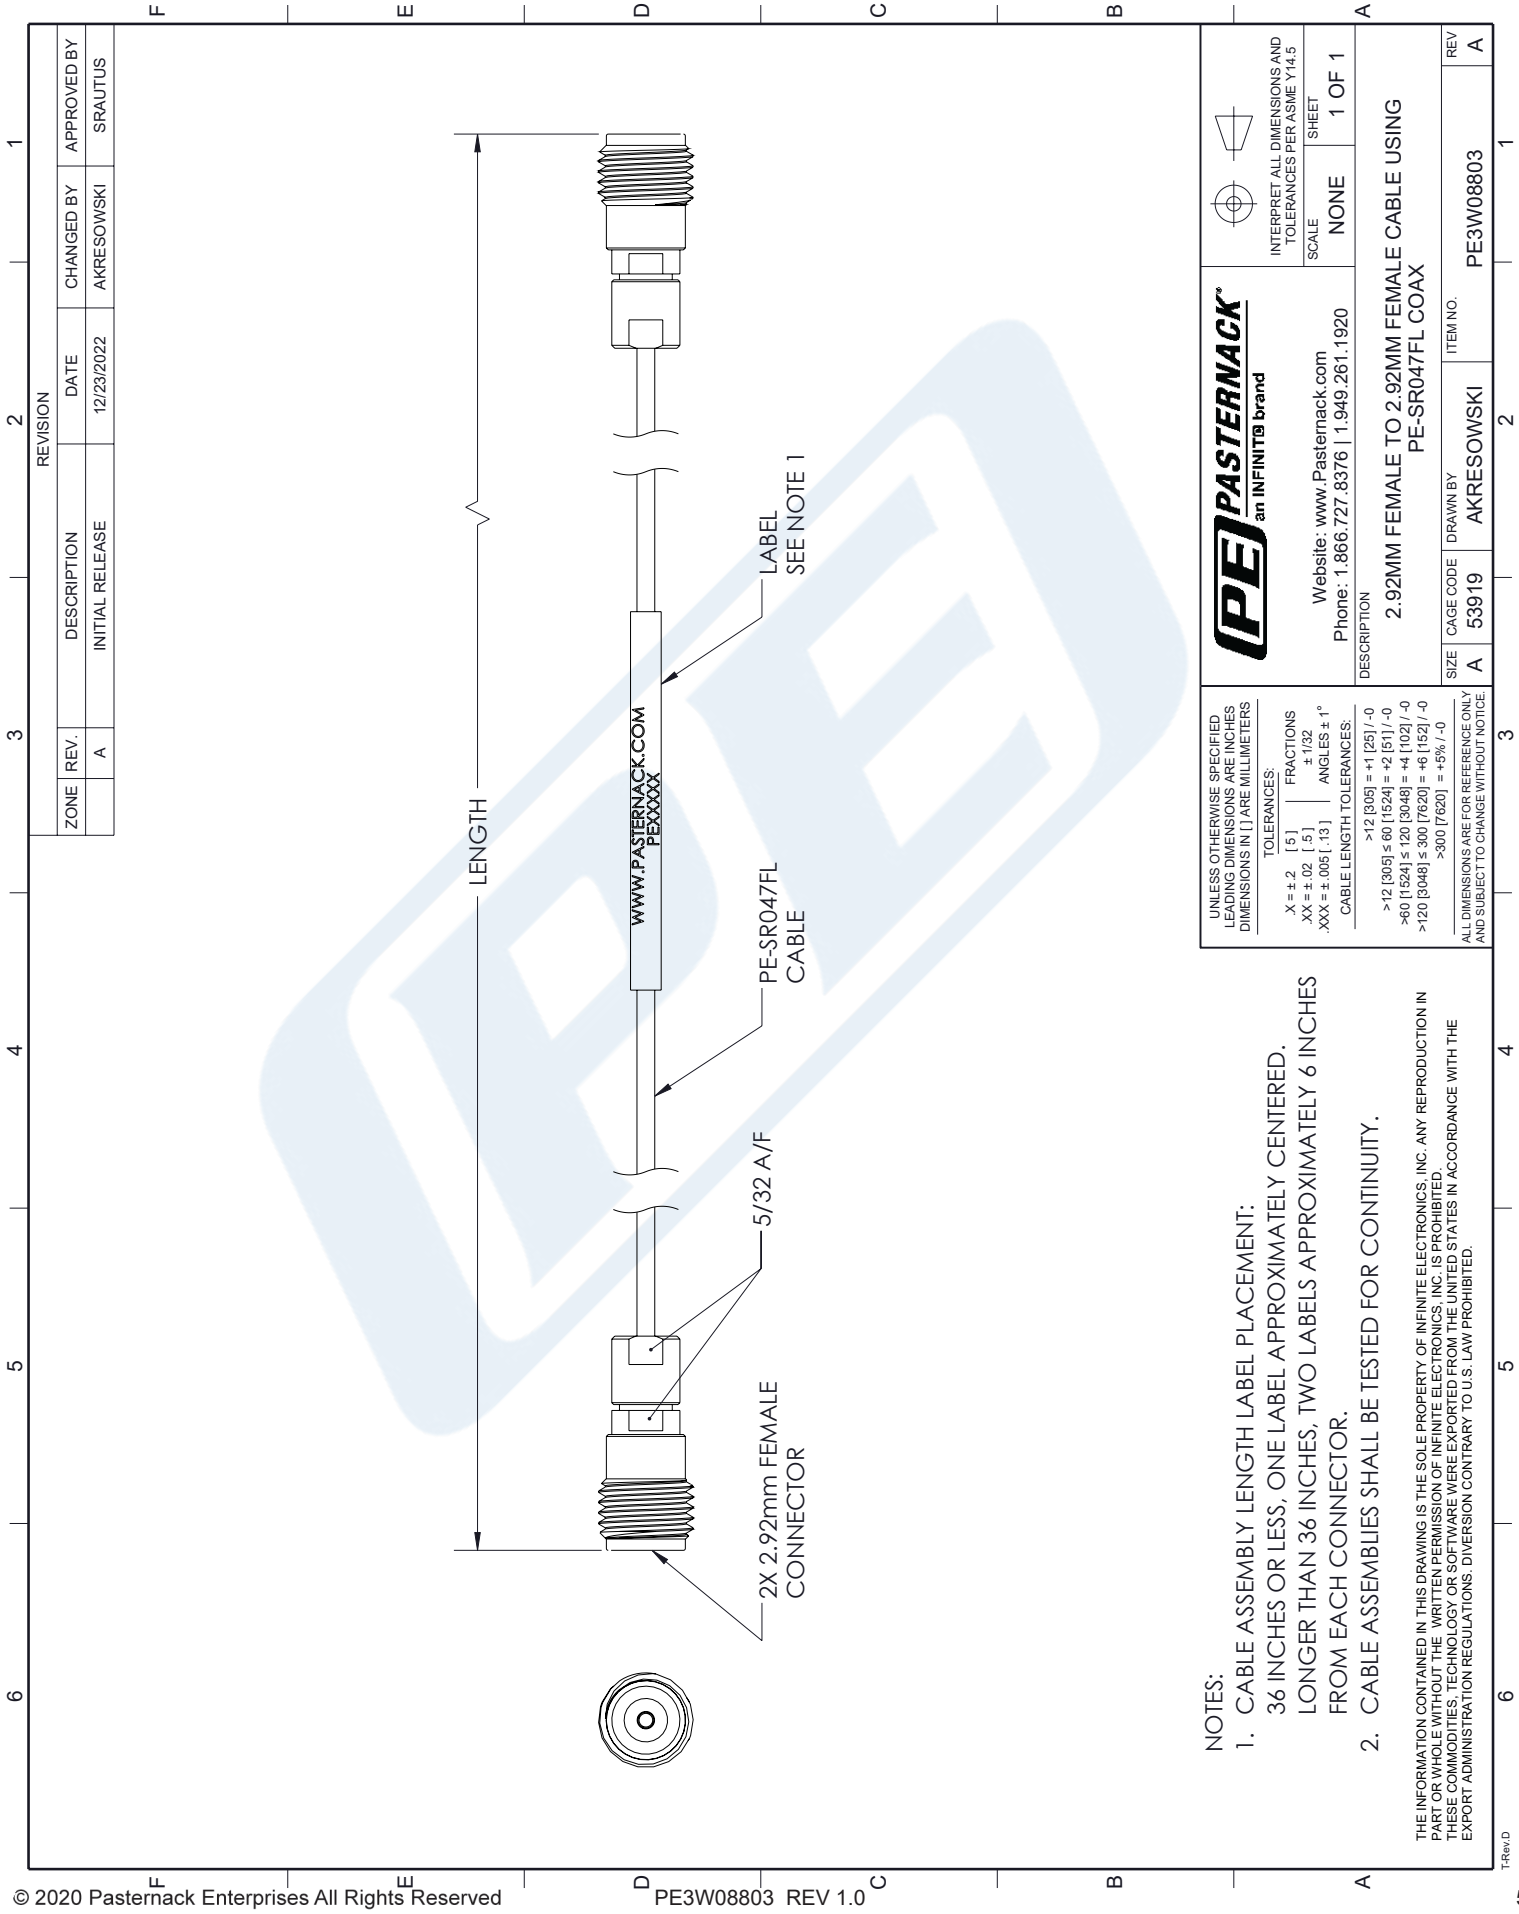 REVISION
ZONE REV. DESCRIPTION DATE CHANGED BY APPROVED BY
A INITIAL RELEASE 12/23/2022 AKRESOWSKI SRAUTUS
6 5 4 3 2 1
F
E
D
C
B
A
LENGTH
WWW.PASTERNACK.COM
PEXXXXX
2X 2.92mm FEMALE
CONNECTOR
5/32 A/F
PE-SR047FL
CABLE
LABEL
SEE NOTE 1
NOTES:
1. CABLE ASSEMBLY LENGTH LABEL PLACEMENT:
36 INCHES OR LESS, ONE LABEL APPROXIMATELY CENTERED.
LONGER THAN 36 INCHES, TWO LABELS APPROXIMATELY 6 INCHES
FROM EACH CONNECTOR.
2. CABLE ASSEMBLIES SHALL BE TESTED FOR CONTINUITY.
THE INFORMATION CONTAINED IN THIS DRAWING IS THE SOLE PROPERTY OF INFINITE ELECTRONICS, INC. ANY REPRODUCTION IN
PART OR WHOLE WITHOUT THE WRITTEN PERMISSION OF INFINITE ELECTRONICS, INC. IS PROHIBITED.
THESE COMMODITIES, TECHNOLOGY OR SOFTWARE WERE EXPORTED FROM THE UNITED STATES IN ACCORDANCE WITH THE
EXPORT ADMINISTRATION REGULATIONS. DIVERSION CONTRARY TO U.S. LAW PROHIBITED.
UNLESS OTHERWISE SPECIFIED
LEADING DIMENSIONS ARE INCHES
DIMENSIONS IN [ ] ARE MILLIMETERS
TOLERANCES:
.X = ± .2 [ 5 ] FRACTIONS
.XX = ± .02 [ .5 ] ± 1/32
.XXX = ± .005 [ .13 ] ANGLES ± 1°
CABLE LENGTH TOLERANCES:
>12 [305] = +1 [25] / -0
>12 [305] ≤ 60 [1524] = +2 [51] / -0
>60 [1524] ≤ 120 [3048] = +4 [102] / -0
>120 [3048] ≤ 300 [7620] = +6 [152] / -0
>300 [7620] = +5% / -0
ALL DIMENSIONS ARE FOR REFERENCE ONLY
AND SUBJECT TO CHANGE WITHOUT NOTICE.
PE PASTERNACK®
an INFINITE brand
Website: www.Pasternack.com
Phone: 1.866.727.8376 | 1.949.261.1920
INTERPRET ALL DIMENSIONS AND
TOLERANCES PER ASME Y14.5
SCALE NONE
SHEET 1 OF 1
DESCRIPTION
2.92MM FEMALE TO 2.92MM FEMALE CABLE USING
PE-SR047FL COAX
SIZE A
CAGE CODE 53919
DRAWN BY AKRESOWSKI
ITEM NO. PE3W08803
REV A
6 5 4 3 2 1
F
E
D
C
B
A
T-Rev.D
© 2020 Pasternack Enterprises All Rights Reserved
PE3W08803 REV 1.0
PE